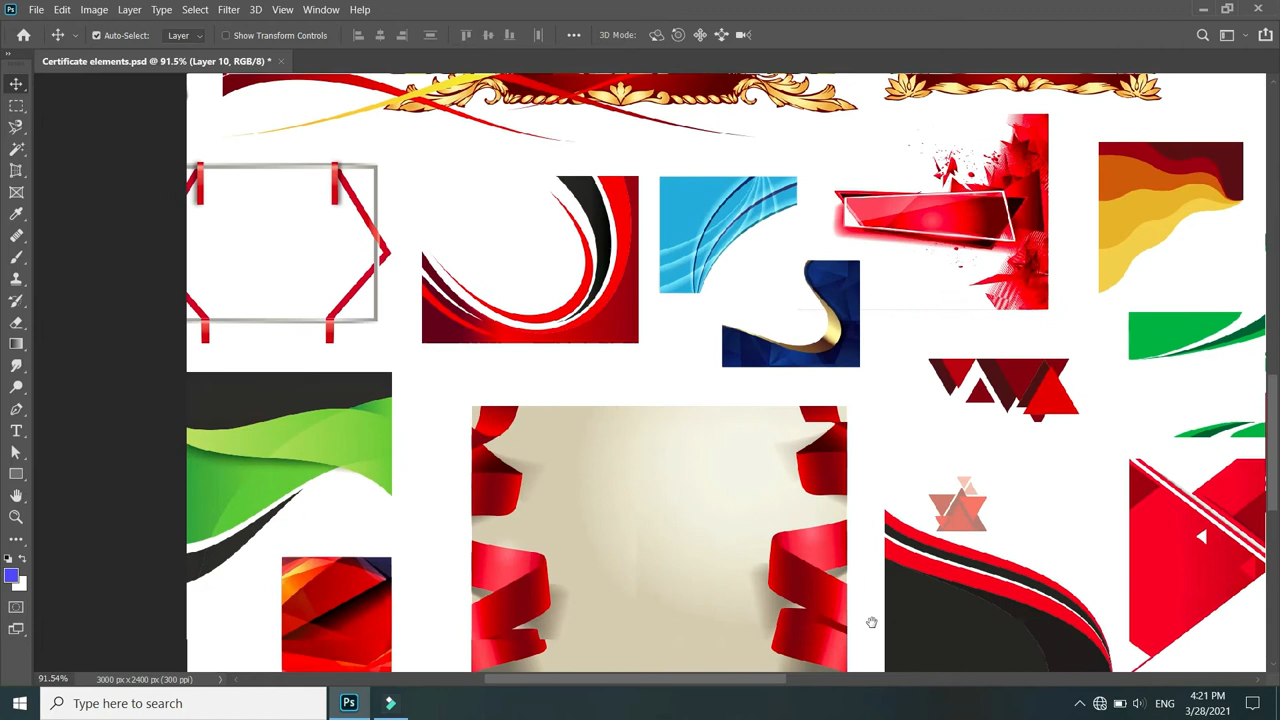 Ps File Edit Image Layer Type Select Filter 3D View Window Help
Auto-Select: Layer Show Transform Controls 3D Mode:
Certificate elements.psd @ 91.5% (Layer 10, RGB/8) *
91.54% 3000 px x 2400 px (300 ppi)
Type here to search
Ps
ENG
4:21 PM
3/28/2021